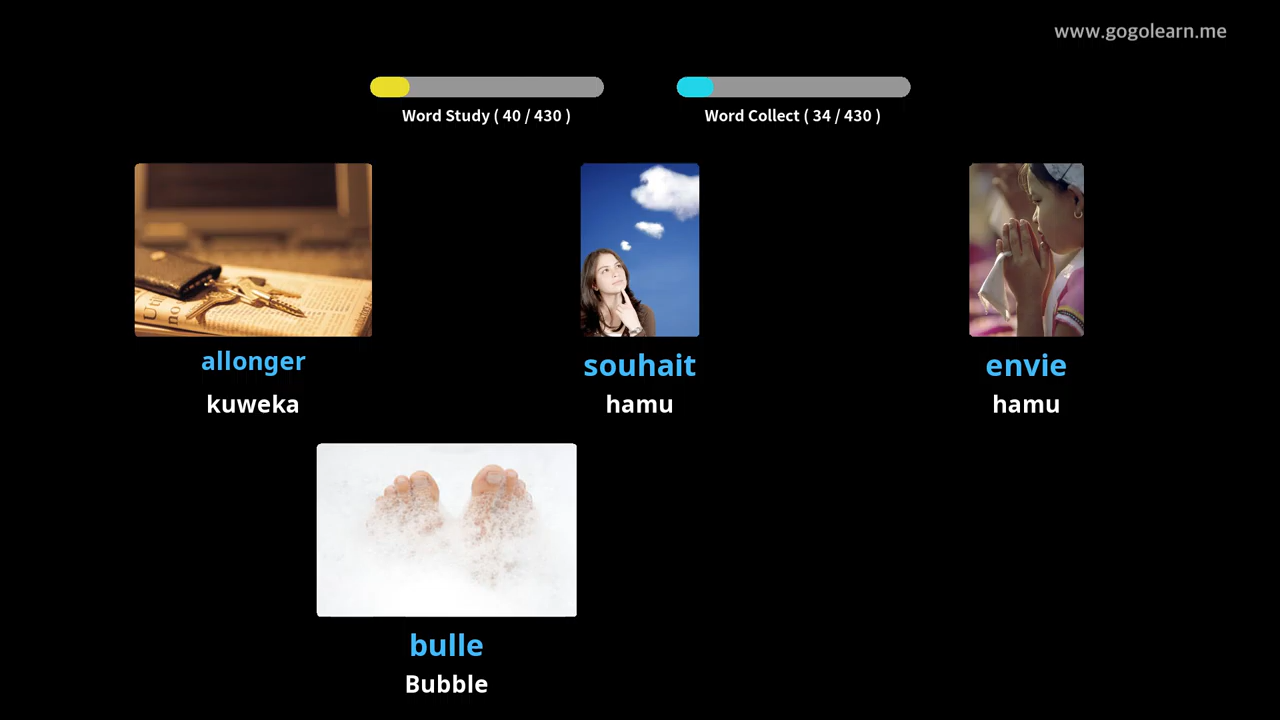 www.gogolearn.me
Word Study ( 40 / 430 )
Word Collect ( 34 / 430 )
allonger
kuweka
souhait
hamu
envie
hamu
bulle
Bubble